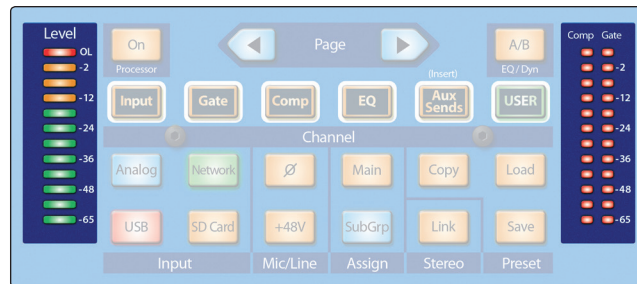 Level
OL
-2
-12
-24
-36
-48
-65
On
Processor
Page
A/B
EQ / Dyn
(Insert)
Input
Gate
Comp
EQ
Aux
Sends
USER
Channel
Analog
Network
Ø
Main
Copy
Load
USB
SD Card
+48V
SubGrp
Link
Save
Input
Mic/Line
Assign
Stereo
Preset
Comp Gate
-2
-12
-24
-36
-48
-65